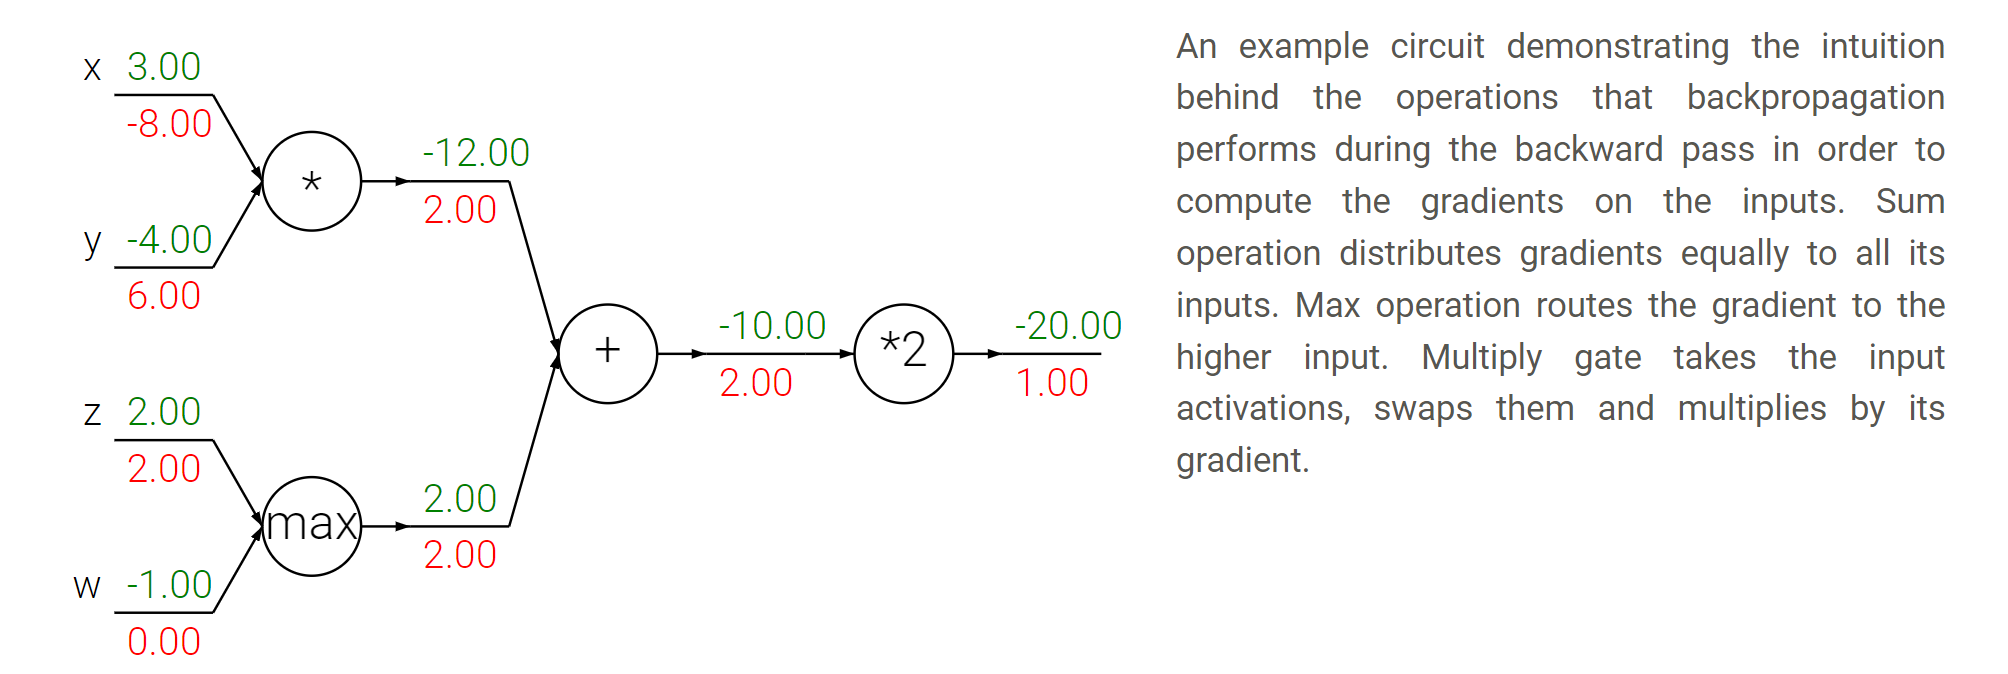 x 3.00
-8.00
*
-12.00
2.00
y -4.00
6.00
+
-10.00
2.00
*2
-20.00
1.00
z 2.00
2.00
max
2.00
2.00
w -1.00
0.00
An example circuit demonstrating the intuition
behind the operations that backpropagation
performs during the backward pass in order to
compute the gradients on the inputs. Sum
operation distributes gradients equally to all its
inputs. Max operation routes the gradient to the
higher input. Multiply gate takes the input
activations, swaps them and multiplies by its
gradient.